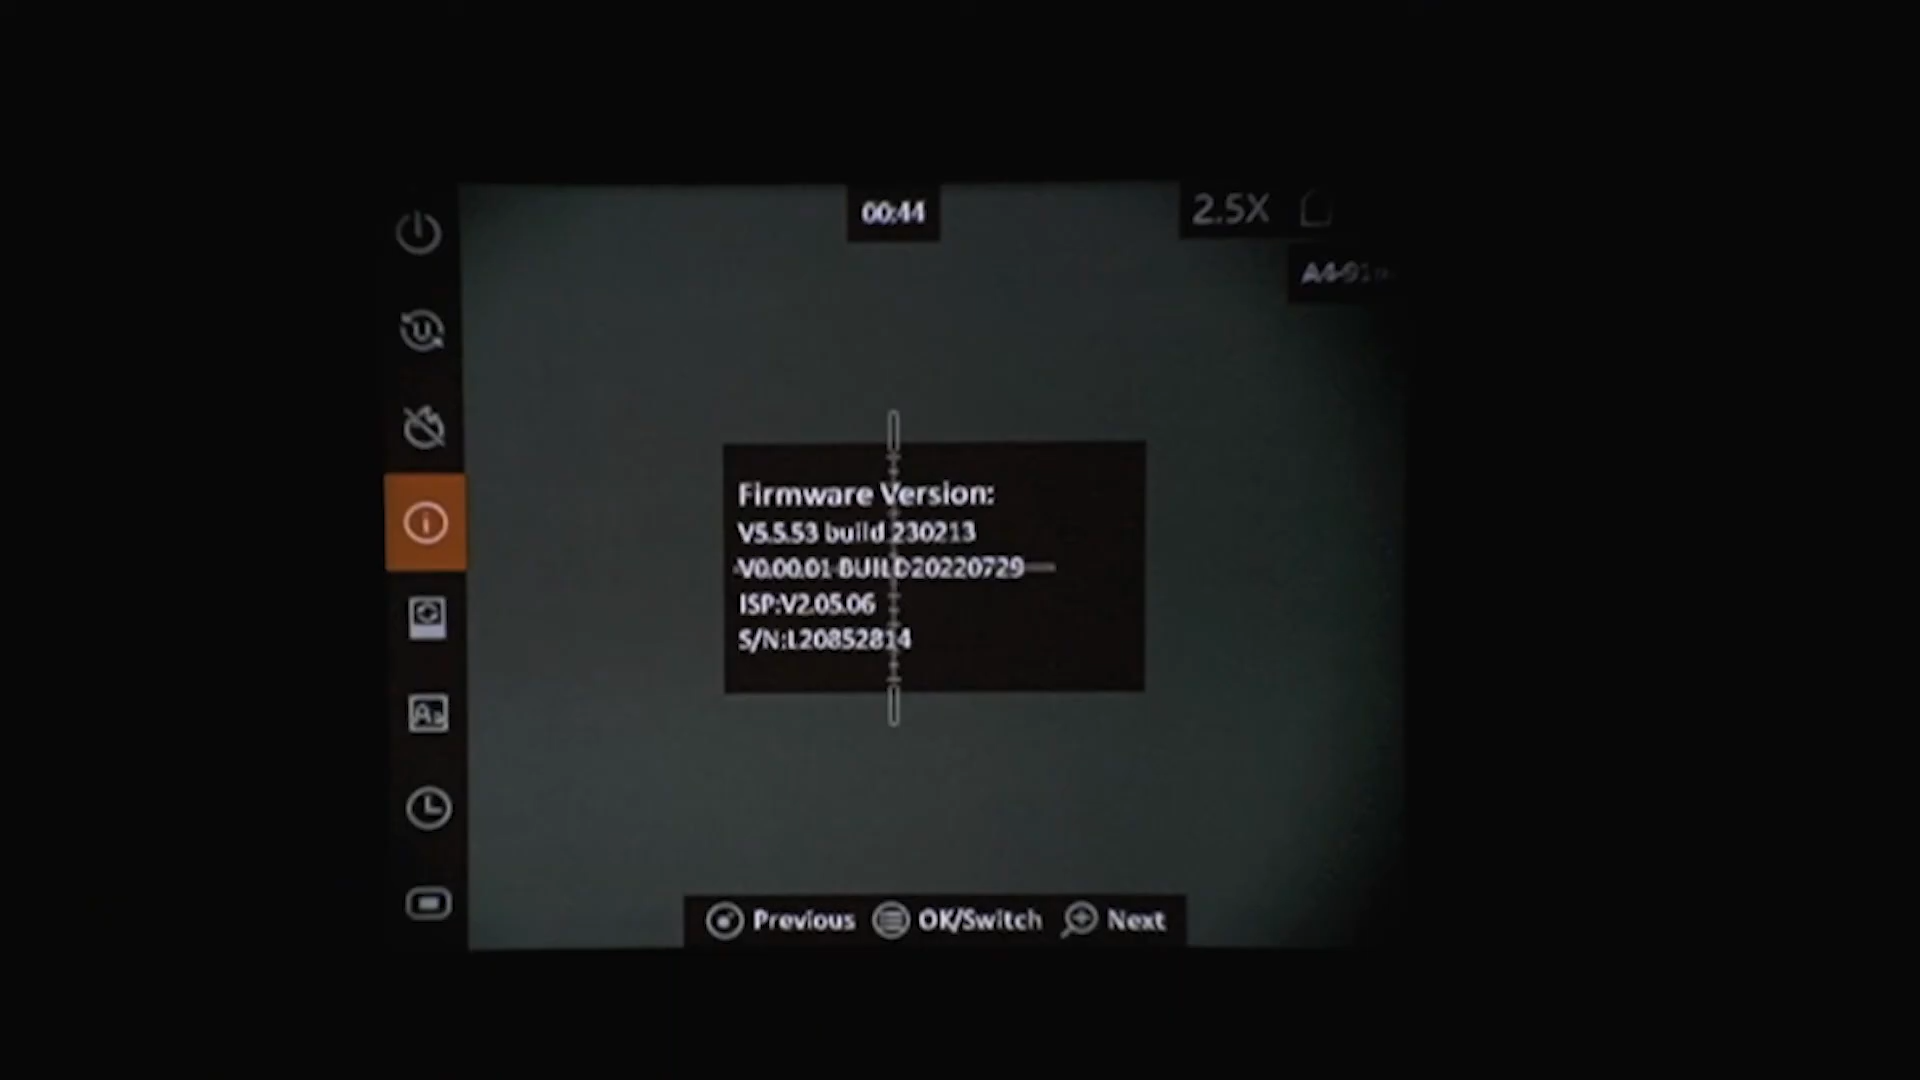 00:44
2.5X
Firmware Version:
V5.5.53 build 230213
V0.00.01 BUILD20220729
ISP:V2.05.06
S/N:L20852814
Previous OK/Switch Next